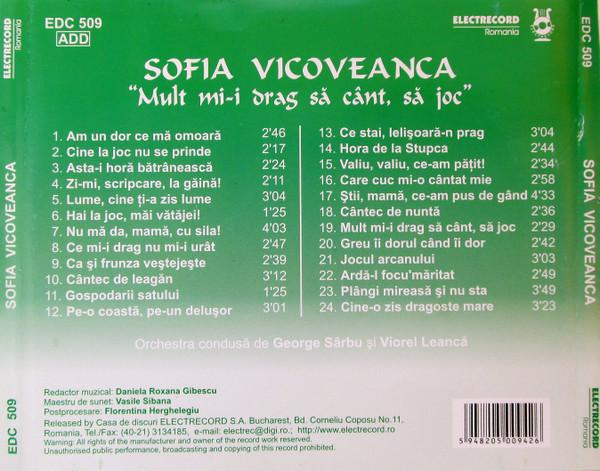 EDC 509
ADD
ELECTRECORD
Romania
SOFIA VICOVEANCA
"Mult mi-i drag să cânt, să joc"
1. Am un dor ce mă omoară 2'46
2. Cine la joc nu se prinde 2'17
3. Asta-i horă bătrânească 2'24
4. Zi-mi, scripcare, la găină! 2'11
5. Lume, cine ți-a zis lume 3'04
6. Hai la joc, măi vătăjei! 1'25
7. Nu mă da, mamă, cu sila! 4'03
8. Ce mi-i drag nu mi-i urât 2'47
9. Ca și frunza veștejește 2'39
10. Cântec de leagăn 3'12
11. Gospodarii satului 1'25
12. Pe-o coastă, pe-un delușor 3'01
13. Ce stai, lelișoară-n prag 3'04
14. Hora de la Stupca 2'44
15. Valiu, valiu, ce-am pățit! 2'34
16. Care cuc mi-o cântat mie 2'58
17. Știi, mamă, ce-am pus de gând 4'33
18. Cântec de nuntă 2'36
19. Mult mi-i drag să cânt, să joc 2'29
20. Greu îi dorul când îi dor 2'42
21. Jocul arcanului 3'03
22. Ardă-l focu'măritat 2'49
23. Plângi mireasă și nu sta 3'49
24. Cine-o zis dragoste mare 3'23
Orchestra condusă de George Sârbu și Viorel Leancă
Redactor muzical: Daniela Roxana Gibescu
Maestru de sunet: Vasile Sibana
Postprocesare: Florentina Herghelegiu
Released by Casa de discuri ELECTRECORD S.A. Bucharest, Bd. Corneliu Coposu No.11,
Romania, Tel./Fax: (40-21) 3134185, e-mail: electrec@digi.ro.; http://www.electrecord.ro
Warning: All rights of the manufacturer and owner of the record work reserved.
Unauthorised public performance, broadcasting and copying of this record prohibited.
5 948205 009426
ELECTRECORD
Romania
SOFIA VICOVEANCA
EDC 509
EDC 509
SOFIA VICOVEANCA
ELECTRECORD
Romania